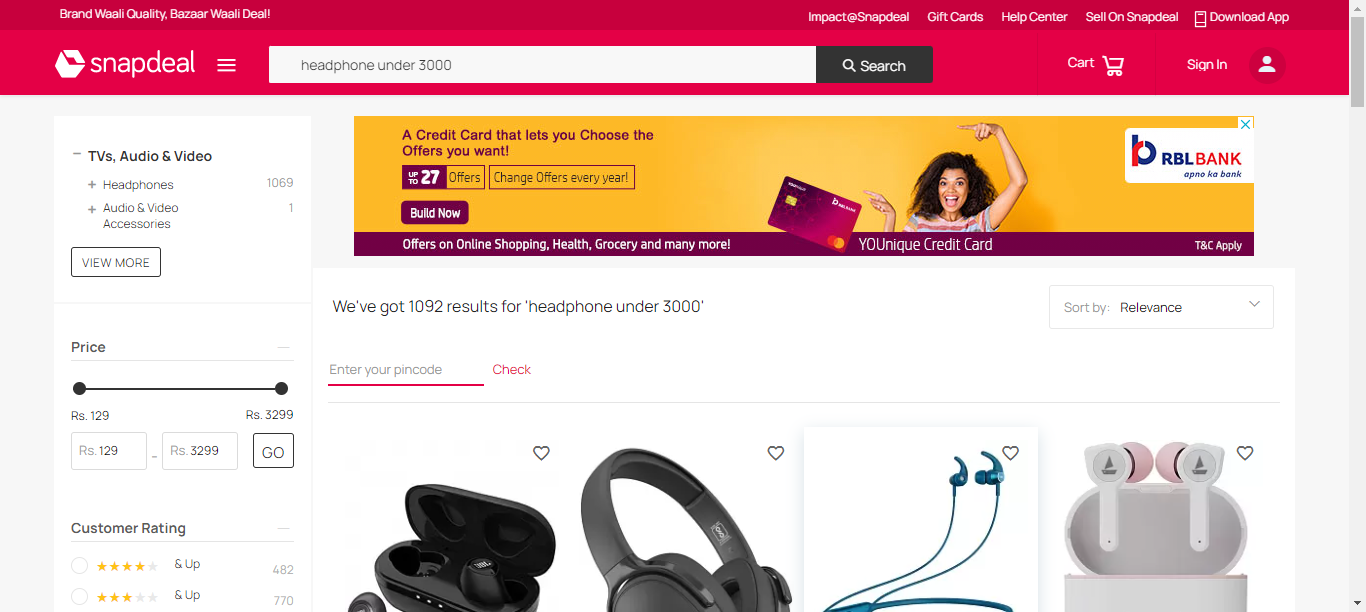 Brand Waali Quality, Bazaar Waali Deal!
Impact@Snapdeal
Gift Cards
Help Center
Sell On Snapdeal
Download App
snapdeal
headphone under 3000
Search
Cart
Sign In
TVs, Audio & Video
Headphones 1069
Audio & Video 1
Accessories
VIEW MORE
Price
Rs. 129 Rs. 3299
Rs. 129 - Rs. 3299 GO
Customer Rating
& Up 482
& Up 770
A Credit Card that lets you Choose the
Offers you want!
UP TO 27 Offers Change Offers every year!
Build Now
Offers on Online Shopping, Health, Grocery and many more!
YOUnique Credit Card
T&C Apply
RBLBANK
apno ka bank
We've got 1092 results for 'headphone under 3000'
Sort by: Relevance
Enter your pincode Check
JBL